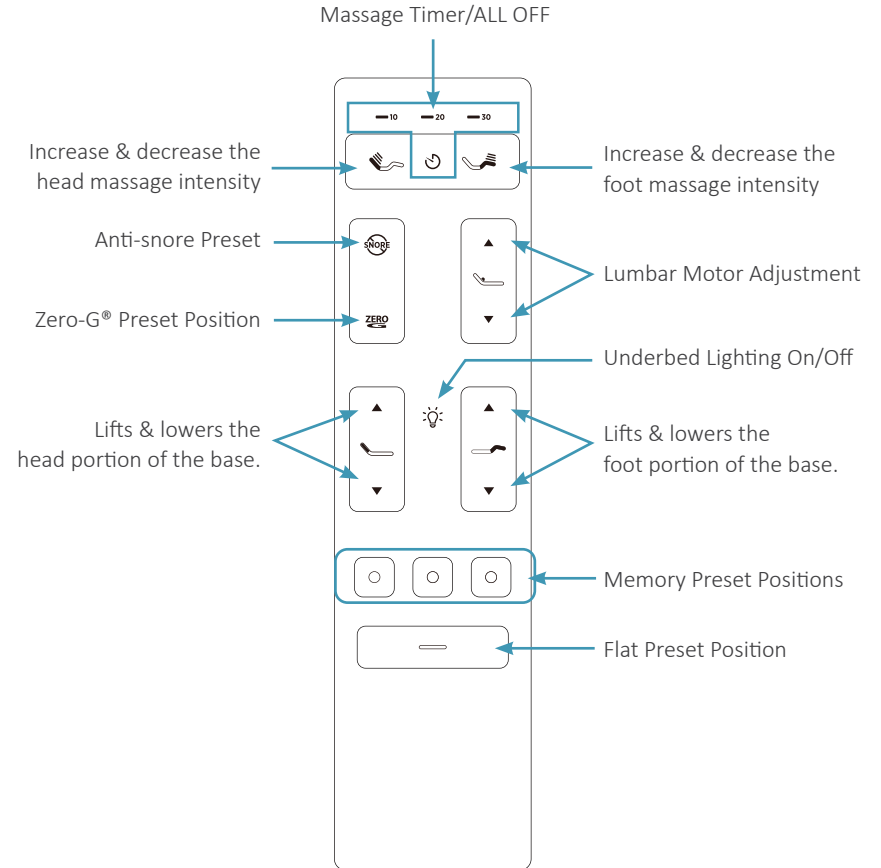 Massage Timer/ALL OFF
10 20 30
Increase & decrease the
head massage intensity
Increase & decrease the
foot massage intensity
Anti-snore Preset
SNORE
Lumbar Motor Adjustment
Zero-G® Preset Position
ZERO
Underbed Lighting On/Off
Lifts & lowers the
head portion of the base.
Lifts & lowers the
foot portion of the base.
Memory Preset Positions
Flat Preset Position